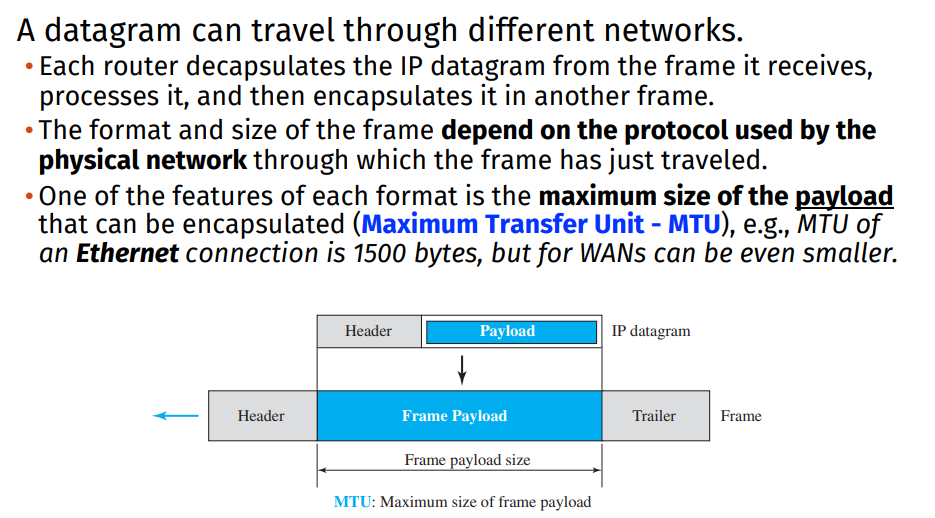 A datagram can travel through different networks.
• Each router decapsulates the IP datagram from the frame it receives,
processes it, and then encapsulates it in another frame.
• The format and size of the frame depend on the protocol used by the
physical network through which the frame has just traveled.
• One of the features of each format is the maximum size of the payload
that can be encapsulated (Maximum Transfer Unit - MTU), e.g., MTU of
an Ethernet connection is 1500 bytes, but for WANs can be even smaller.
Header Payload IP datagram
Header Frame Payload Trailer Frame
Frame payload size
MTU: Maximum size of frame payload